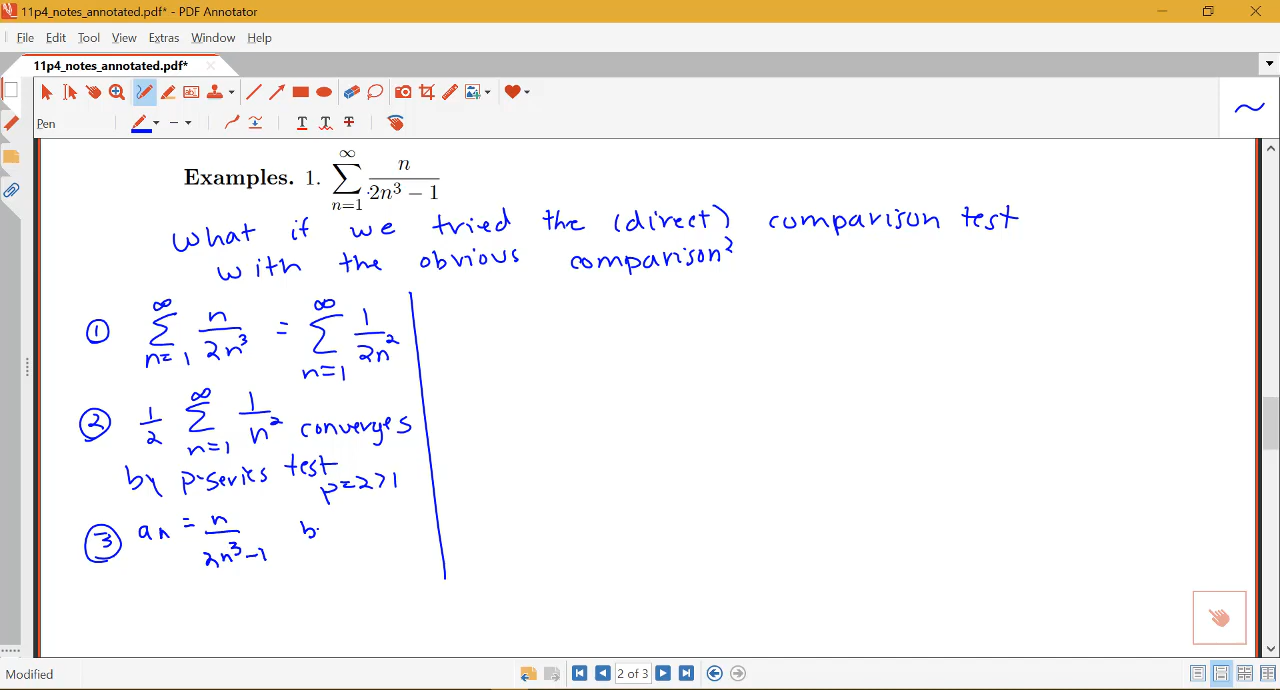 11p4_notes_annotated.pdf* - PDF Annotator
File Edit Tool View Extras Window Help
11p4_notes_annotated.pdf*
Pen
Examples. 1. ∑_{n=1}^{∞} n/(2n³ − 1)
What if we tried the (direct) comparison test
with the obvious comparison?
① ∑_{n=1}^{∞} n/(2n³) = ∑_{n=1}^{∞} 1/(2n²)
② 1/2 ∑_{n=1}^{∞} 1/n² converges
by p-series test
p=2>1
③ an = n/(2n³−1) b
Modified
2 of 3